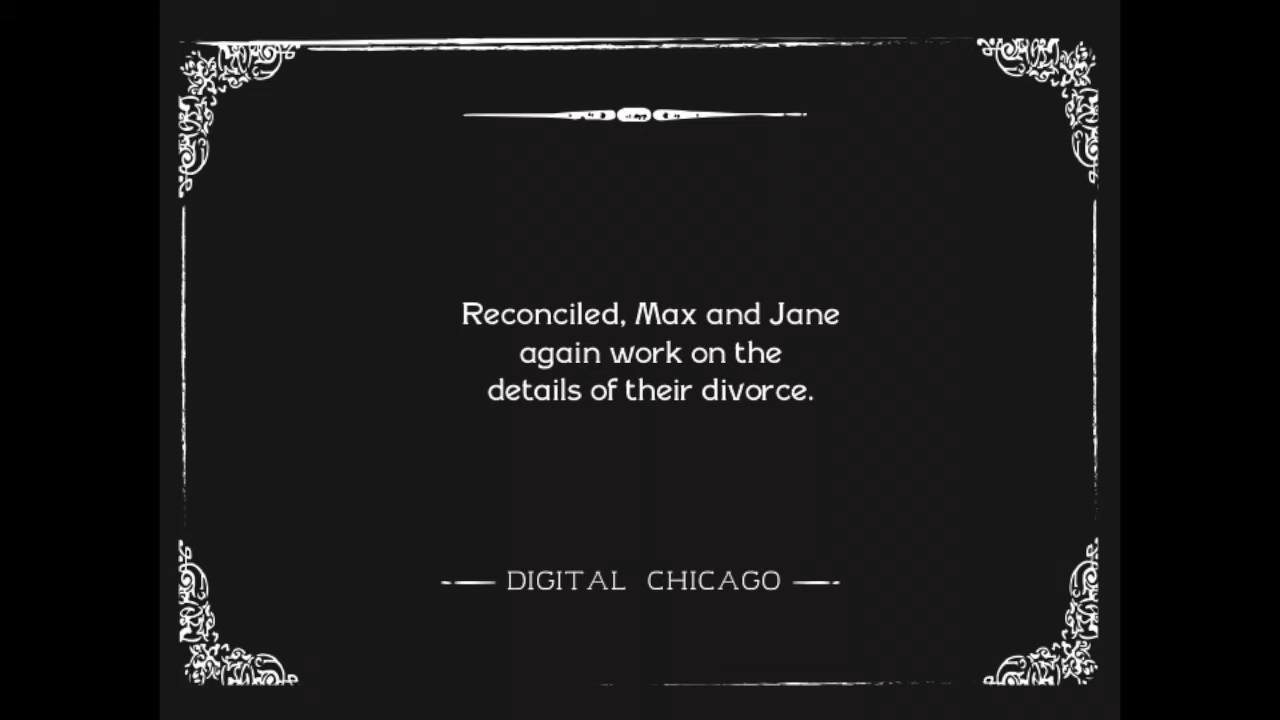 Reconciled, Max and Jane
again work on the
details of their divorce.
DIGITAL CHICAGO